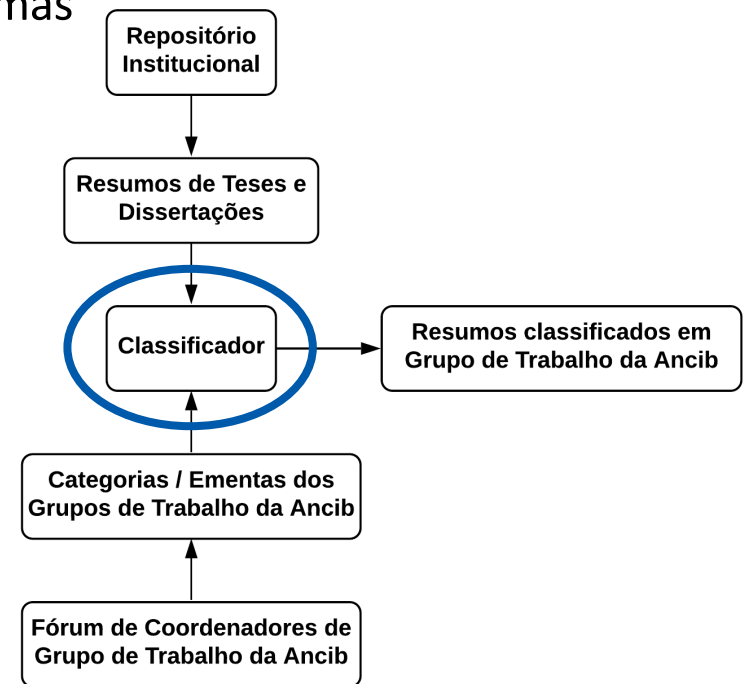 Repositório
Institucional
Resumos de Teses e
Dissertações
Classificador
Resumos classificados em
Grupo de Trabalho da Ancib
Categorias / Ementas dos
Grupos de Trabalho da Ancib
Fórum de Coordenadores de
Grupo de Trabalho da Ancib